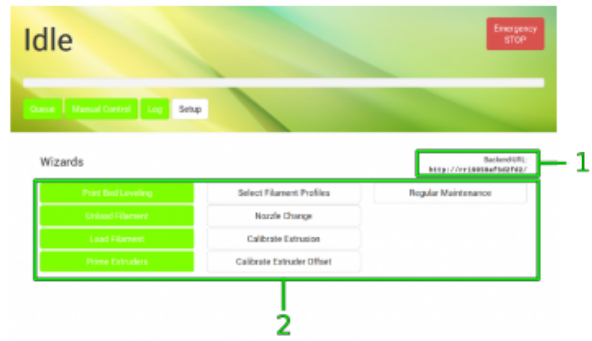 Idle
Emergency
STOP
Queue
Manual Control
Log
Setup
Wizards
BackendURL:
1
Print Bed Leveling
Select Filament Profiles
Regular Maintenance
Unload Filament
Nozzle Change
Load Filament
Calibrate Extrusion
Prime Extruders
Calibrate Extruder Offset
2